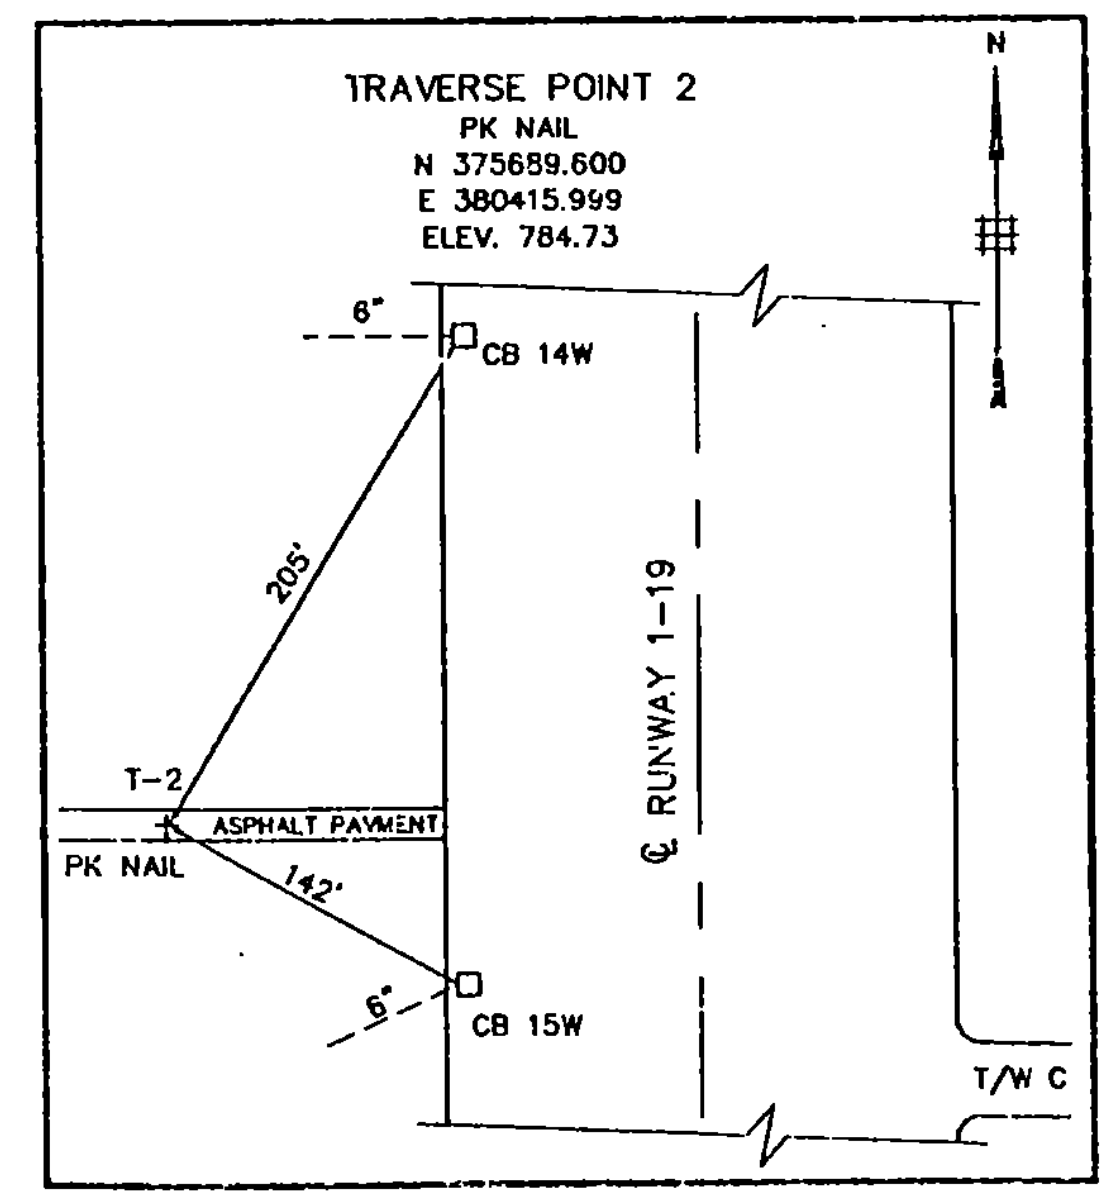 N
TRAVERSE POINT 2
PK NAIL
N 375689.600
E 380415.999
ELEV. 784.73
6"
CB 14W
205'
℄ RUNWAY 1-19
T-2
ASPHALT PAVMENT
PK NAIL
142'
6"
CB 15W
T/W C